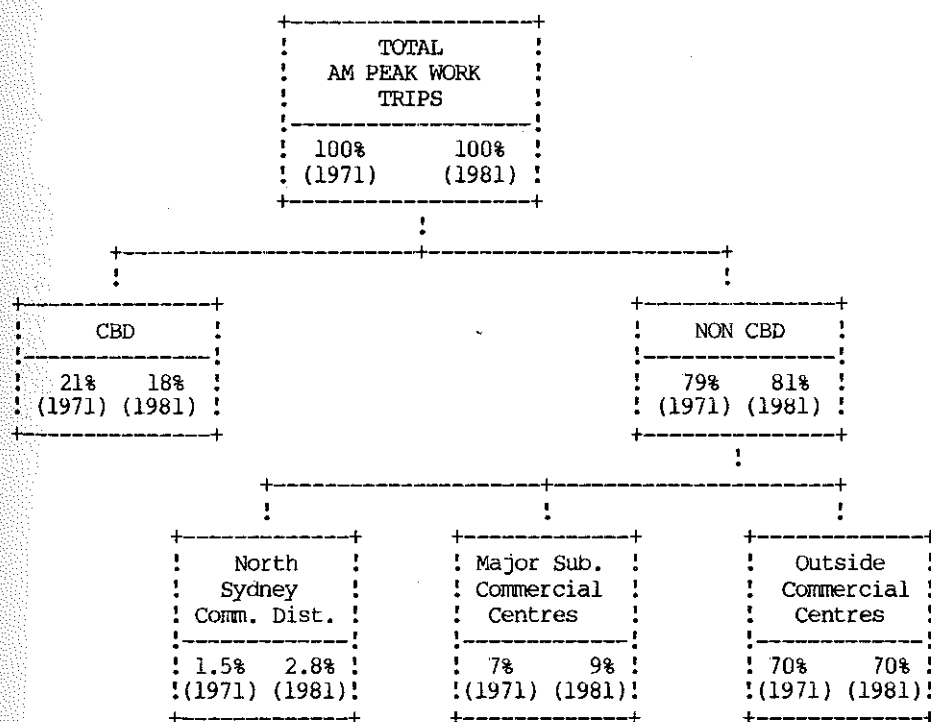 TOTAL
AM PEAK WORK
TRIPS
100% 100%
(1971) (1981)
CBD
21% 18%
(1971) (1981)
NON CBD
79% 81%
(1971) (1981)
North
Sydney
Comm. Dist.
1.5% 2.8%
(1971) (1981)
Major Sub.
Commercial
Centres
7% 9%
(1971) (1981)
Outside
Commercial
Centres
70% 70%
(1971) (1981)